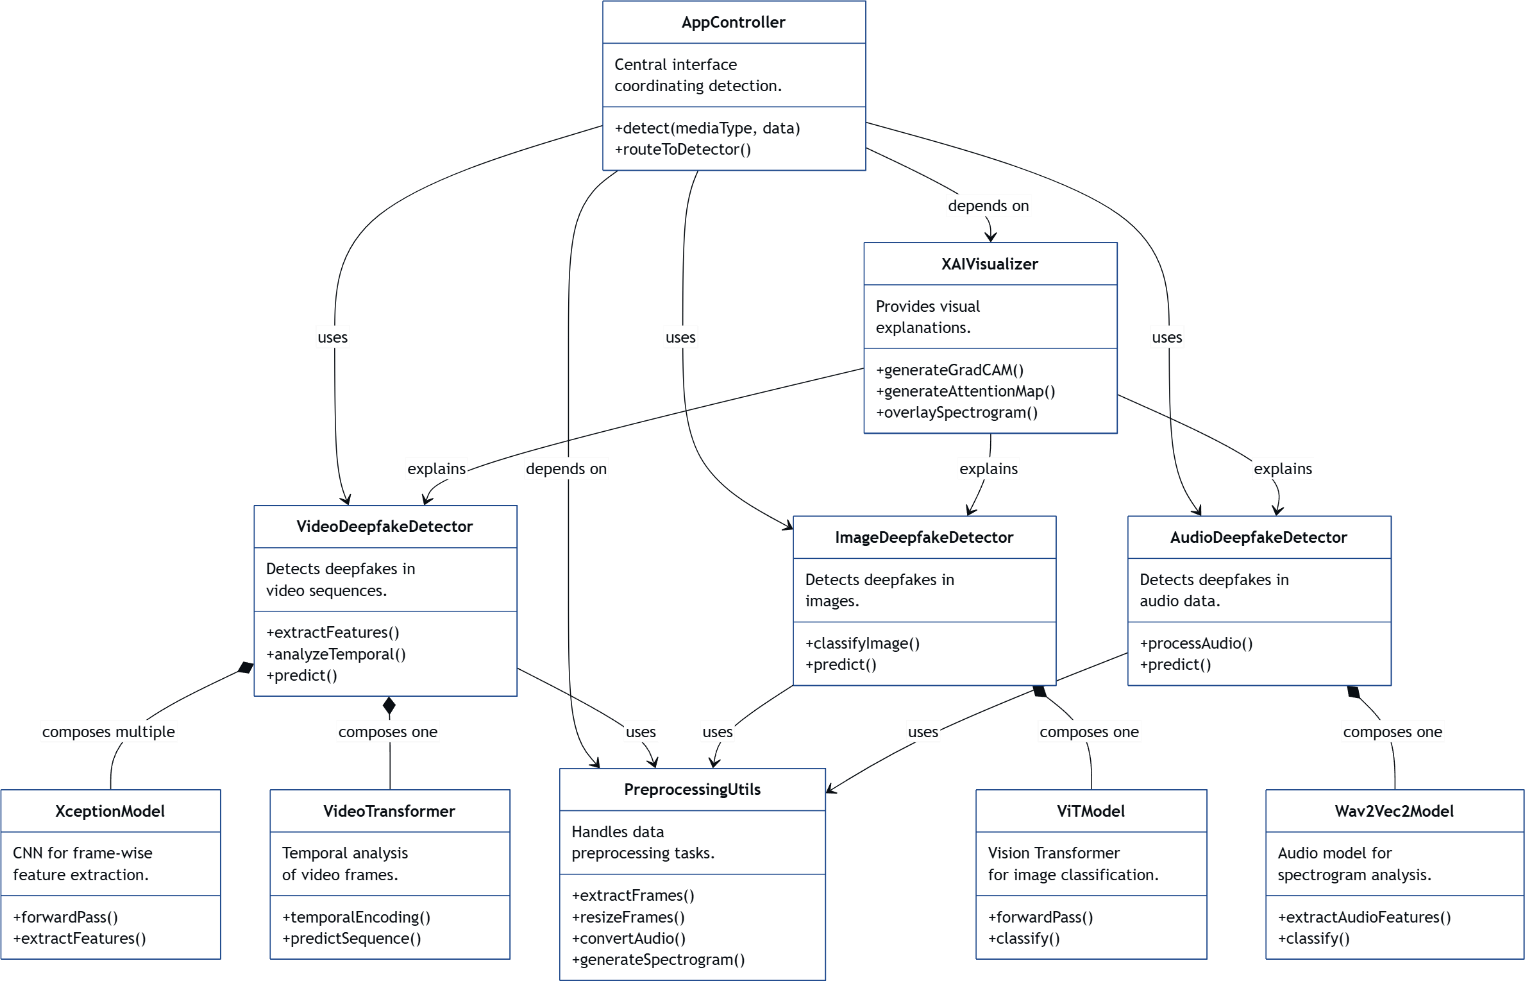 AppController
Central interface
coordinating detection.
+detect(mediaType, data)
+routeToDetector()
depends on
XAIVisualizer
Provides visual
explanations.
+generateGradCAM()
+generateAttentionMap()
+overlaySpectrogram()
uses
uses
uses
explains
depends on
explains
explains
VideoDeepfakeDetector
Detects deepfakes in
video sequences.
+extractFeatures()
+analyzeTemporal()
+predict()
ImageDeepfakeDetector
Detects deepfakes in
images.
+classifyImage()
+predict()
AudioDeepfakeDetector
Detects deepfakes in
audio data.
+processAudio()
+predict()
composes multiple
composes one
uses
uses
uses
composes one
composes one
XceptionModel
CNN for frame-wise
feature extraction.
+forwardPass()
+extractFeatures()
VideoTransformer
Temporal analysis
of video frames.
+temporalEncoding()
+predictSequence()
PreprocessingUtils
Handles data
preprocessing tasks.
+extractFrames()
+resizeFrames()
+convertAudio()
+generateSpectrogram()
ViTModel
Vision Transformer
for image classification.
+forwardPass()
+classify()
Wav2Vec2Model
Audio model for
spectrogram analysis.
+extractAudioFeatures()
+classify()